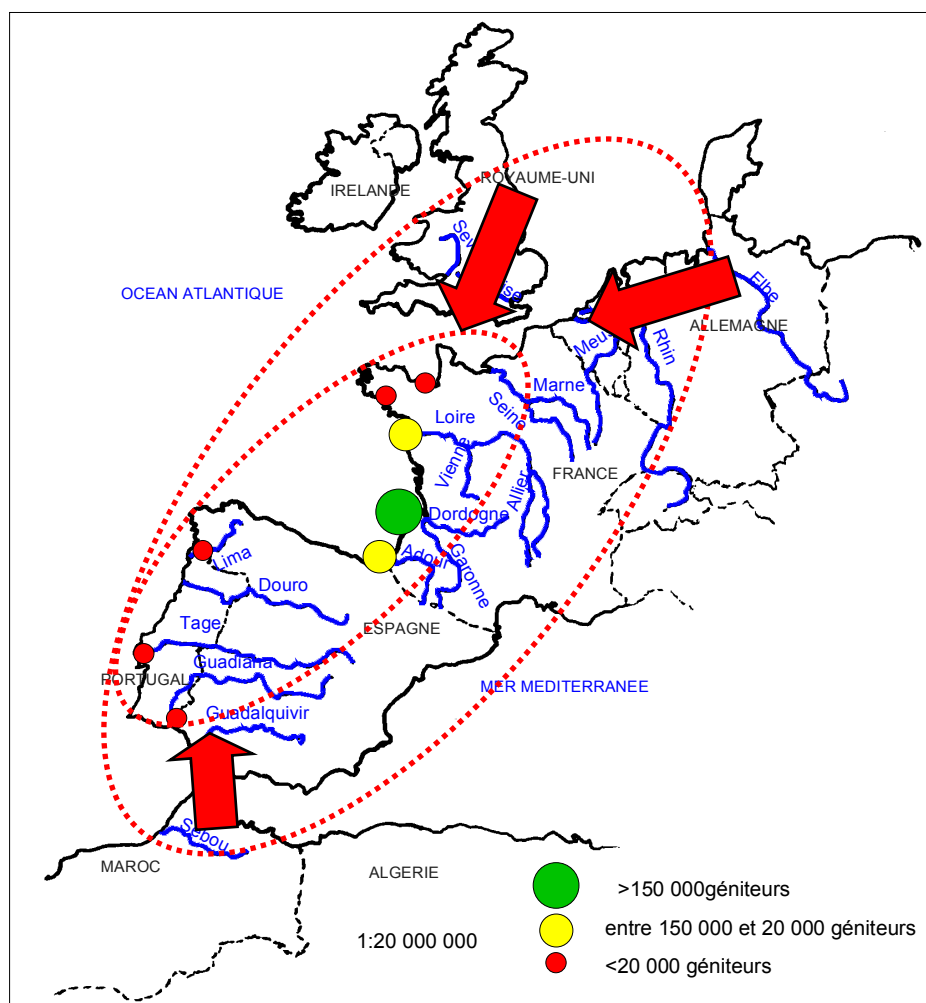 ROYAUME-UNI
IRELANDE
OCEAN ATLANTIQUE
Elbe
ALLEMAGNE
Rhin
Marne
Seine
Loire
Vienne
FRANCE
Allier
Dordogne
Adour
Garonne
Lima
Douro
Tage
ESPAGNE
Guadiana
PORTUGAL
MER MEDITERRANEE
Guadalquivir
Sebou
MAROC
ALGERIE
>150 000géniteurs
entre 150 000 et 20 000 géniteurs
1:20 000 000
<20 000 géniteurs